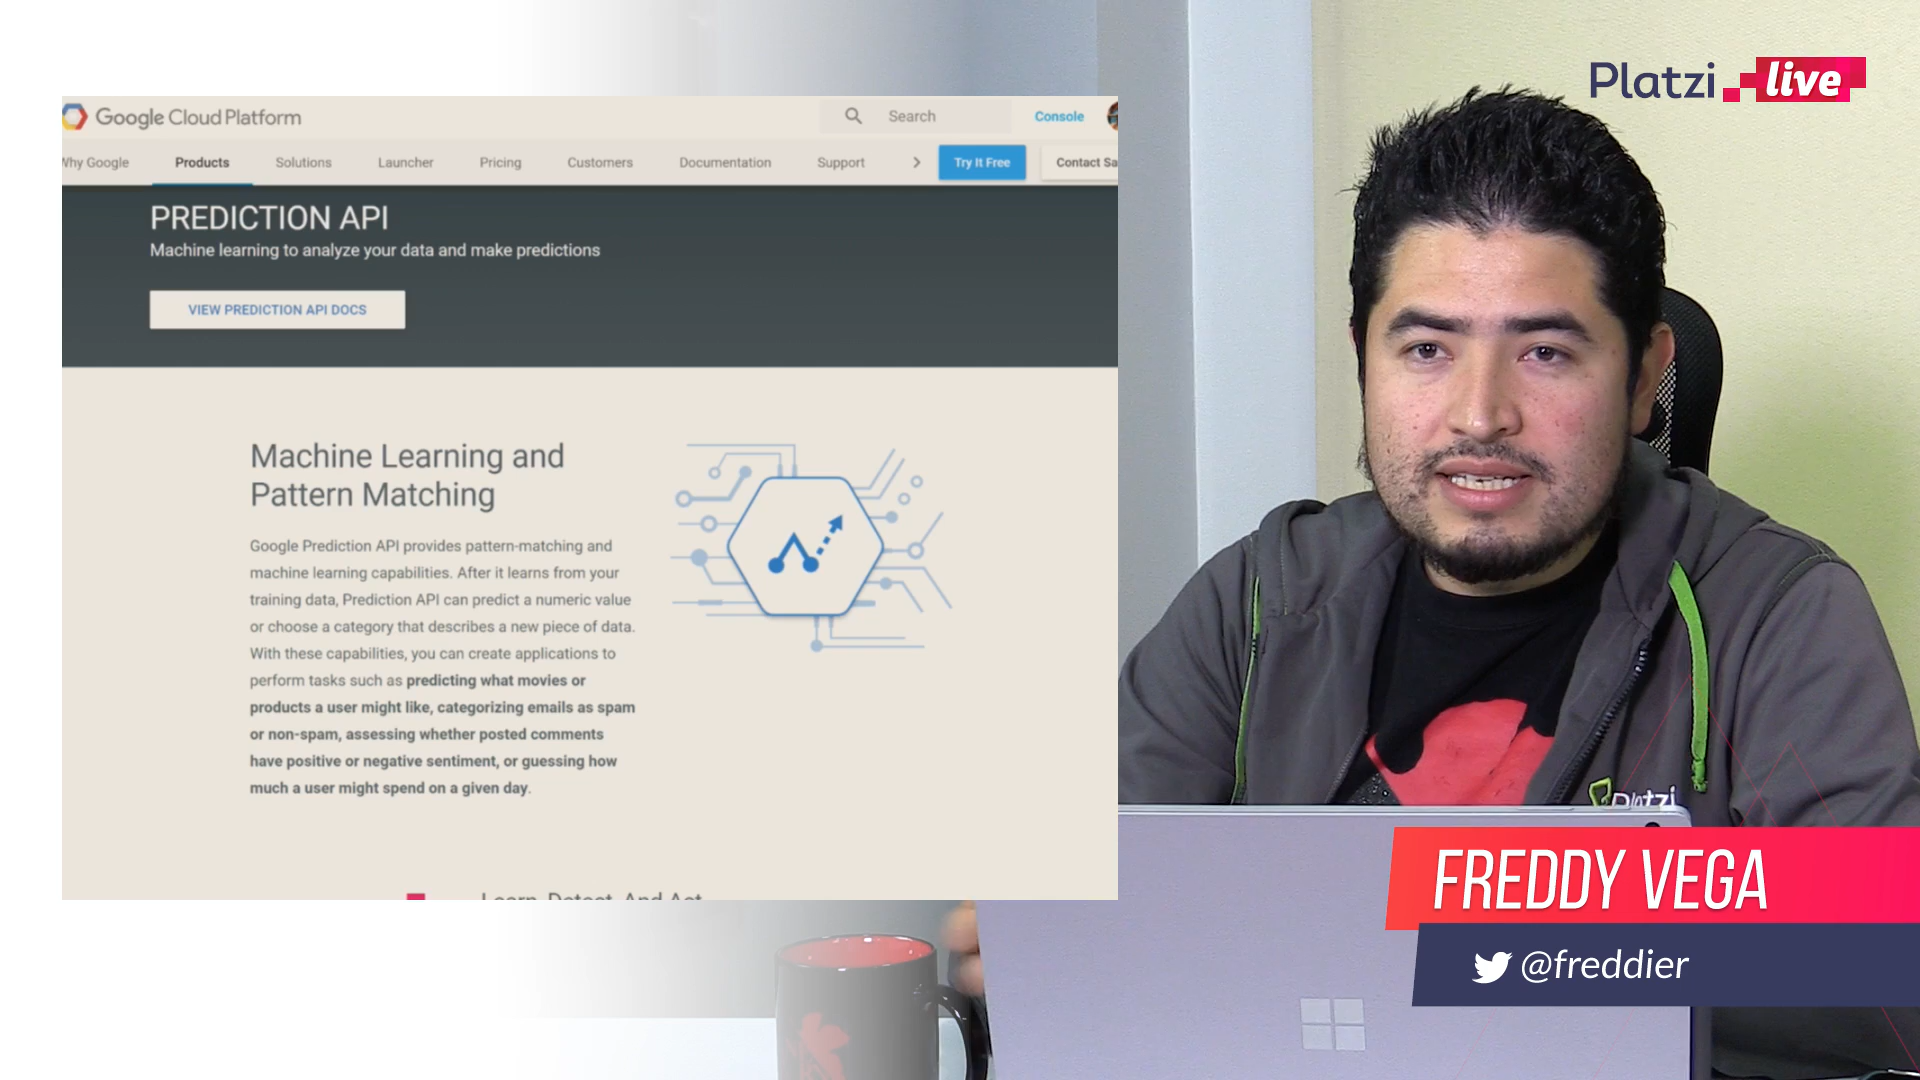 Platzi live
Google Cloud Platform
Search
Console
Why Google
Products
Solutions
Launcher
Pricing
Customers
Documentation
Support
Try It Free
Contact Sa
PREDICTION API
Machine learning to analyze your data and make predictions
VIEW PREDICTION API DOCS
Machine Learning and
Pattern Matching
Google Prediction API provides pattern-matching and
machine learning capabilities. After it learns from your
training data, Prediction API can predict a numeric value
or choose a category that describes a new piece of data.
With these capabilities, you can create applications to
perform tasks such as predicting what movies or
products a user might like, categorizing emails as spam
or non-spam, assessing whether posted comments
have positive or negative sentiment, or guessing how
much a user might spend on a given day.
Learn, Detect, And Act
Platzi
FREDDY VEGA
@freddier